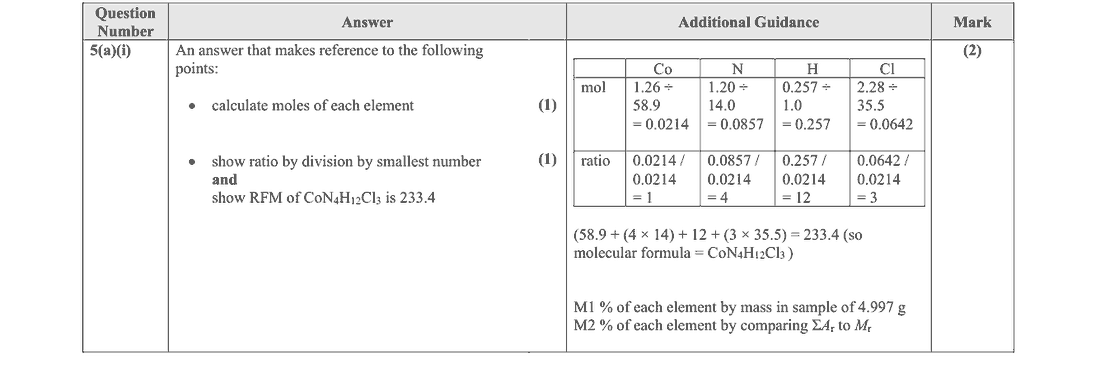 Question Number Answer Additional Guidance Mark
5(a)(i) An answer that makes reference to the following points: (2)
• calculate moles of each element (1)
• show ratio by division by smallest number (1)
and
show RFM of CoN₄H₁₂Cl₃ is 233.4
Co N H Cl
mol 1.26 ÷ 58.9 = 0.0214 1.20 ÷ 14.0 = 0.0857 0.257 ÷ 1.0 = 0.257 2.28 ÷ 35.5 = 0.0642
ratio 0.0214 / 0.0214 = 1 0.0857 / 0.0214 = 4 0.257 / 0.0214 = 12 0.0642 / 0.0214 = 3
(58.9 + (4 × 14) + 12 + (3 × 35.5) = 233.4 (so
molecular formula = CoN₄H₁₂Cl₃ )
M1 % of each element by mass in sample of 4.997 g
M2 % of each element by comparing ΣAᵣ to Mᵣ